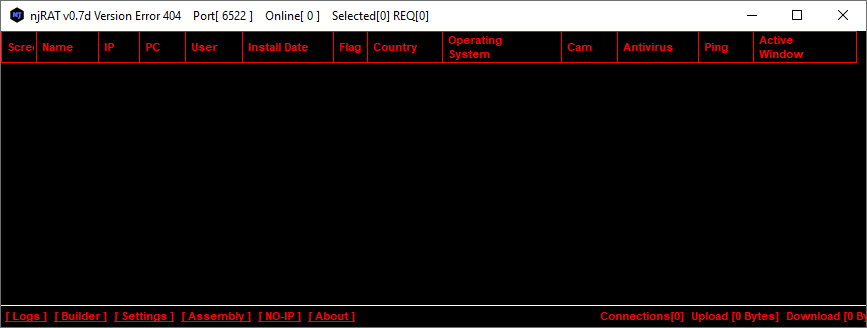 NJ njRAT v0.7d Version Error 404 Port[ 6522 ] Online[ 0 ] Selected[0] REQ[0]
Scree Name IP PC User Install Date Flag Country Operating System Cam Antivirus Ping Active Window
[ Logs ] [ Builder ] [ Settings ] [ Assembly ] [ NO-IP ] [ About ] Connections[0] Upload [0 Bytes] Download [0 B